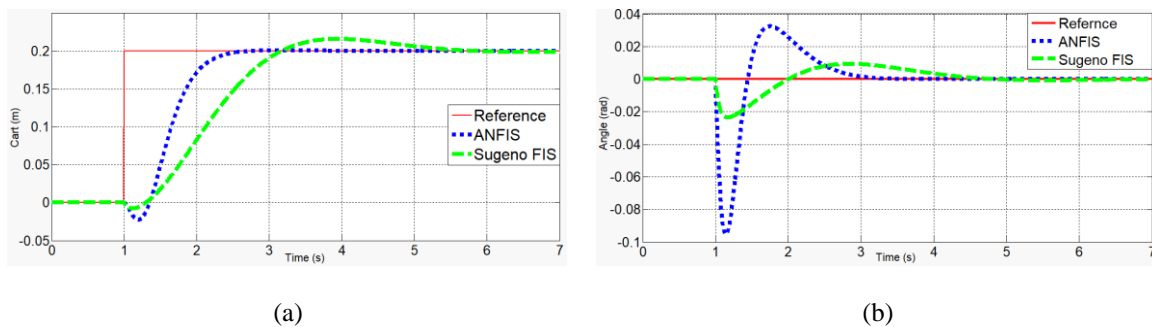 0.2
0.15
0.1
0.05
0
-0.05
Cart (m)
0 1 2 3 4 5 6 7
Time (s)
Reference
ANFIS
Sugeno FIS
(a)
0.04
0.02
0
-0.02
-0.04
-0.06
-0.08
-0.1
Angle (rad)
0 1 2 3 4 5 6 7
Time (s)
Refernce
ANFIS
Sugeno FIS
(b)